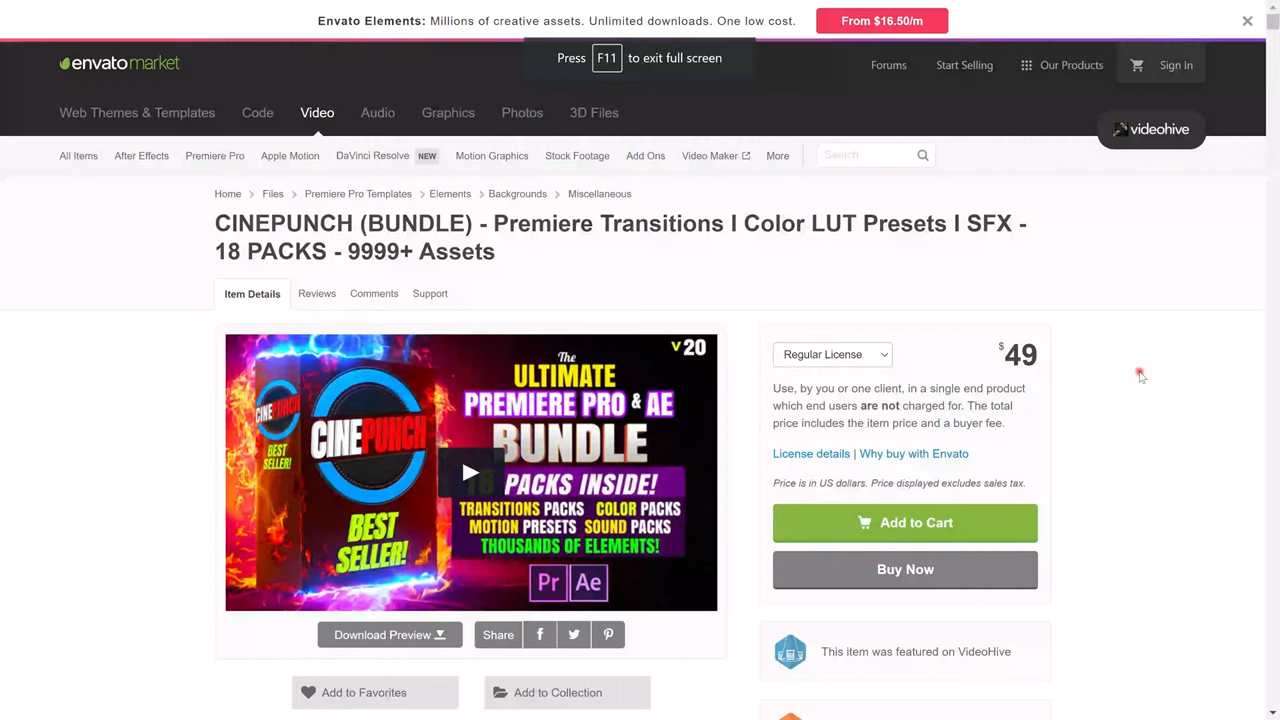 Envato Elements: Millions of creative assets. Unlimited downloads. One low cost.
From $16.50/m
Press F11 to exit full screen
envatomarket
Forums
Start Selling
Our Products
Sign In
Web Themes & Templates
Code
Video
Audio
Graphics
Photos
3D Files
videohive
All Items
After Effects
Premiere Pro
Apple Motion
DaVinci Resolve NEW
Motion Graphics
Stock Footage
Add Ons
Video Maker
More
Search
Home > Files > Premiere Pro Templates > Elements > Backgrounds > Miscellaneous
CINEPUNCH (BUNDLE) - Premiere Transitions I Color LUT Presets I SFX -
18 PACKS - 9999+ Assets
Item Details
Reviews
Comments
Support
V 20
The
ULTIMATE
PREMIERE PRO & AE
BUNDLE
18 PACKS INSIDE!
TRANSITIONS PACKS COLOR PACKS
MOTION PRESETS SOUND PACKS
THOUSANDS OF ELEMENTS!
Pr Ae
CINEPUNCH
BEST
SELLER!
CINEPUNCH
BEST
SELLER!
Regular License
$49
Use, by you or one client, in a single end product
which end users are not charged for. The total
price includes the item price and a buyer fee.
License details | Why buy with Envato
Price is in US dollars. Price displayed excludes sales tax.
Add to Cart
Buy Now
Download Preview
Share
This item was featured on VideoHive
Add to Favorites
Add to Collection